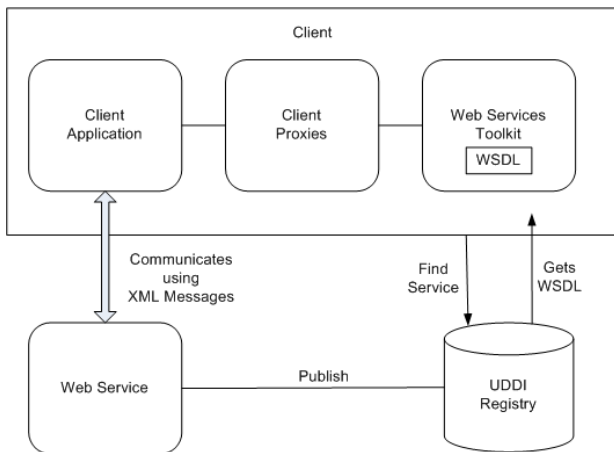 Client
Client
Application
Client
Proxies
Web Services
Toolkit
WSDL
Communicates
using
XML Messages
Find
Service
Gets
WSDL
Web Service
Publish
UDDI
Registry